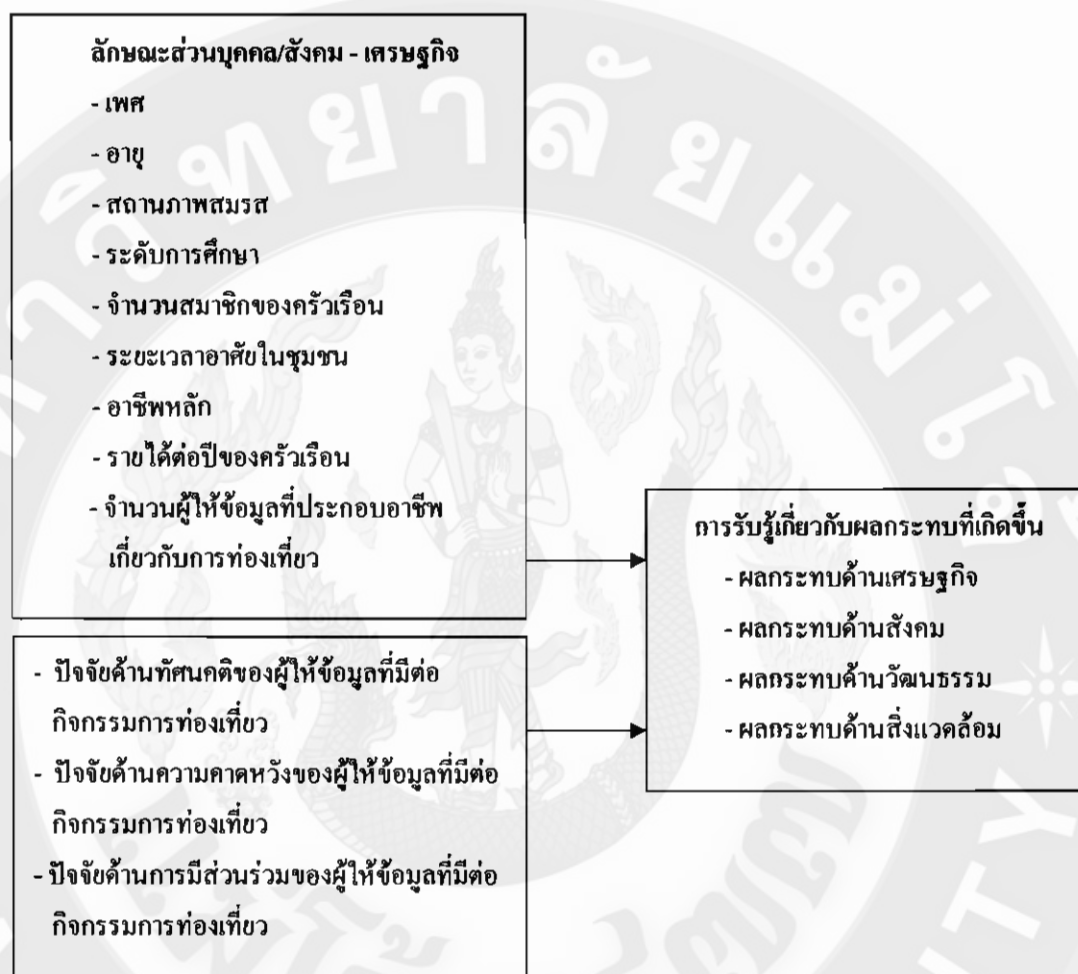 ลักษณะส่วนบุคคล/สังคม - เศรษฐกิจ
- เพศ
- อายุ
- สถานภาพสมรส
- ระดับการศึกษา
- จำนวนสมาชิกของครัวเรือน
- ระยะเวลาอาศัยในชุมชน
- อาชีพหลัก
- รายได้ต่อปีของครัวเรือน
- จำนวนผู้ให้ข้อมูลที่ประกอบอาชีพ
เกี่ยวกับการท่องเที่ยว
- ปัจจัยด้านทัศนคติของผู้ให้ข้อมูลที่มีต่อ
กิจกรรมการท่องเที่ยว
- ปัจจัยด้านความคาดหวังของผู้ให้ข้อมูลที่มีต่อ
กิจกรรมการท่องเที่ยว
- ปัจจัยด้านการมีส่วนร่วมของผู้ให้ข้อมูลที่มีต่อ
กิจกรรมการท่องเที่ยว
การรับรู้เกี่ยวกับผลกระทบที่เกิดขึ้น
- ผลกระทบด้านเศรษฐกิจ
- ผลกระทบด้านสังคม
- ผลกระทบด้านวัฒนธรรม
- ผลกระทบด้านสิ่งแวดล้อม